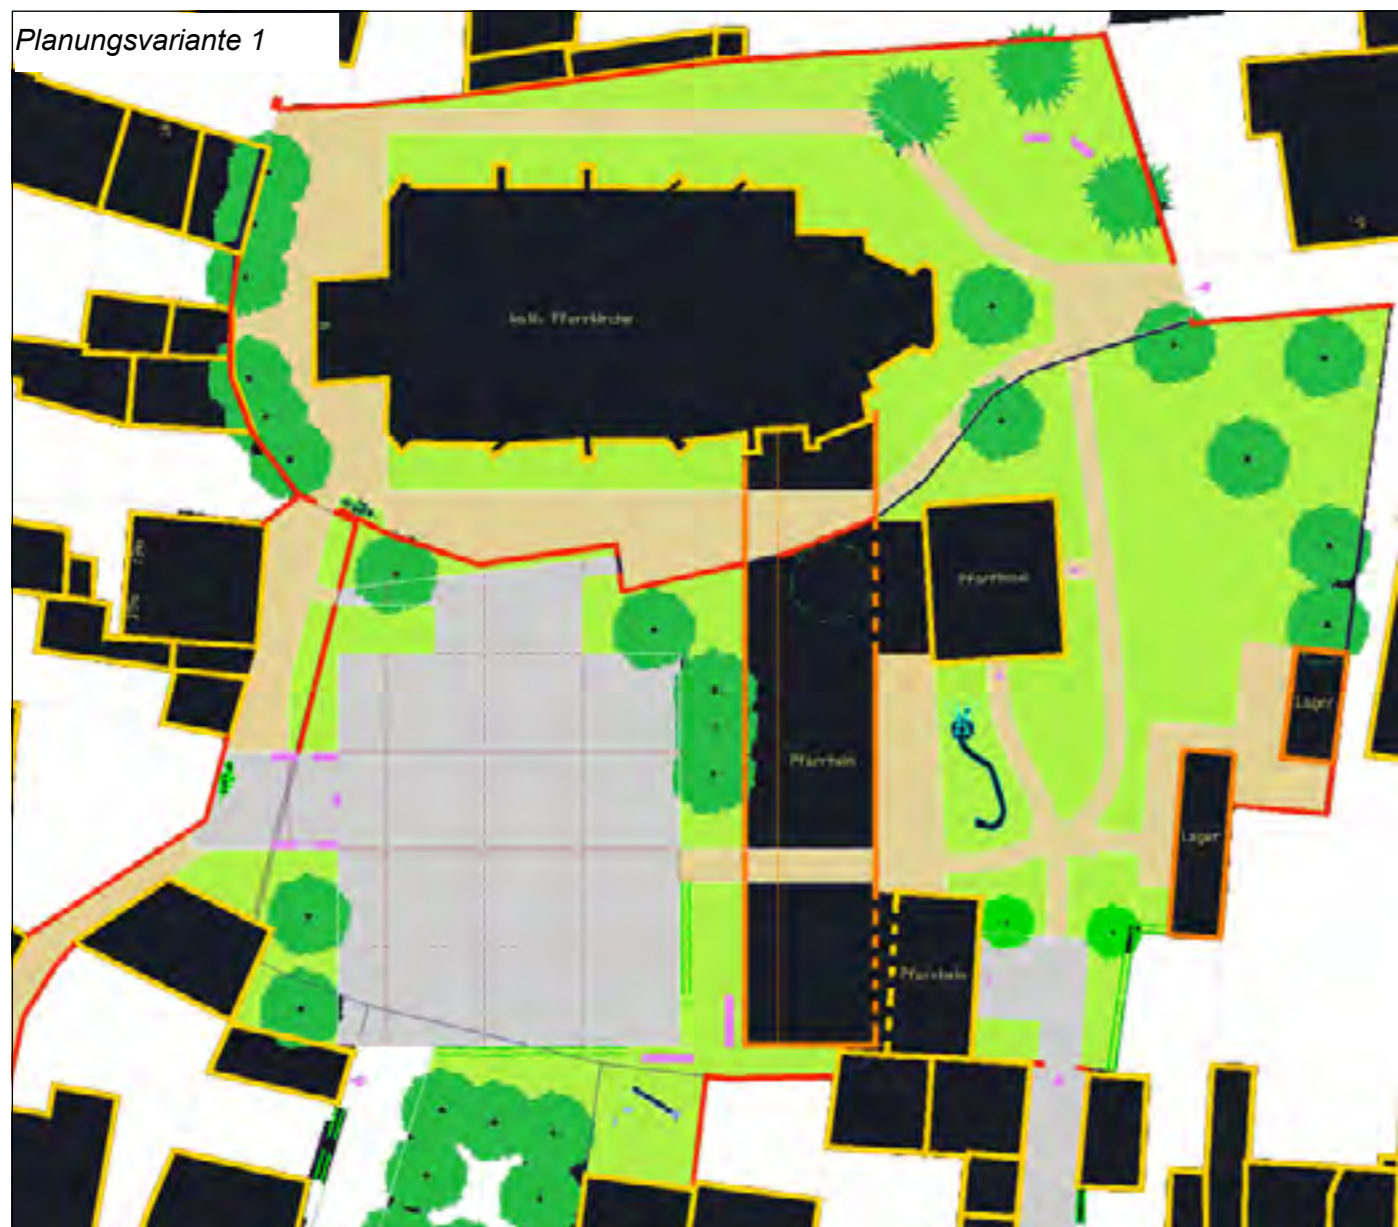 Planungsvariante 1
kath. Pfarrkirche
Pfarrhaus
Lager
Pfarrheim
Lager
Pfarrheim